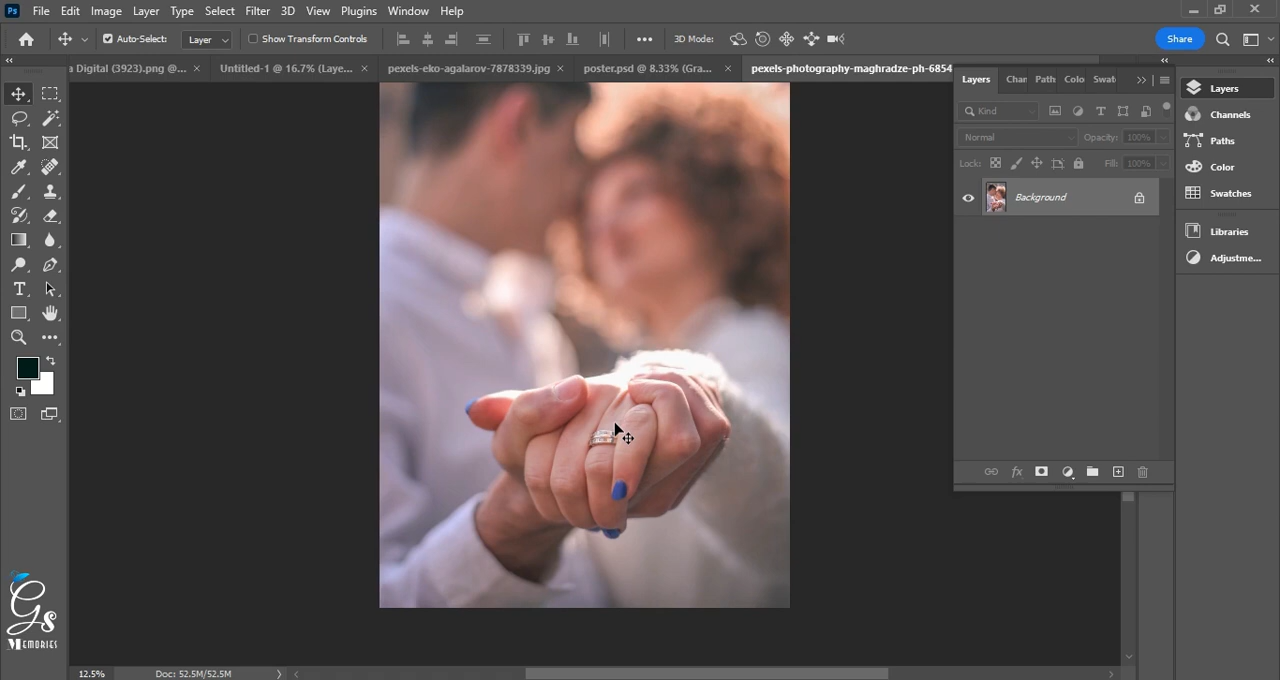 Ps File Edit Image Layer Type Select Filter 3D View Plugins Window Help
Auto-Select: Layer Show Transform Controls 3D Mode: Share
a Digital (3923).png @... × Untitled-1 @ 16.7% (Laye... × pexels-eko-agalarov-7878339.jpg × poster.psd @ 8.33% (Gra... × pexels-photography-maghradze-ph-6854
Layers Char Path Colo Swat
Kind
Normal Opacity: 100%
Lock: Fill: 100%
Background
Layers
Channels
Paths
Color
Swatches
Libraries
Adjustme...
T
Gs
MEMORIES
12.5% Doc: 52.5M/52.5M